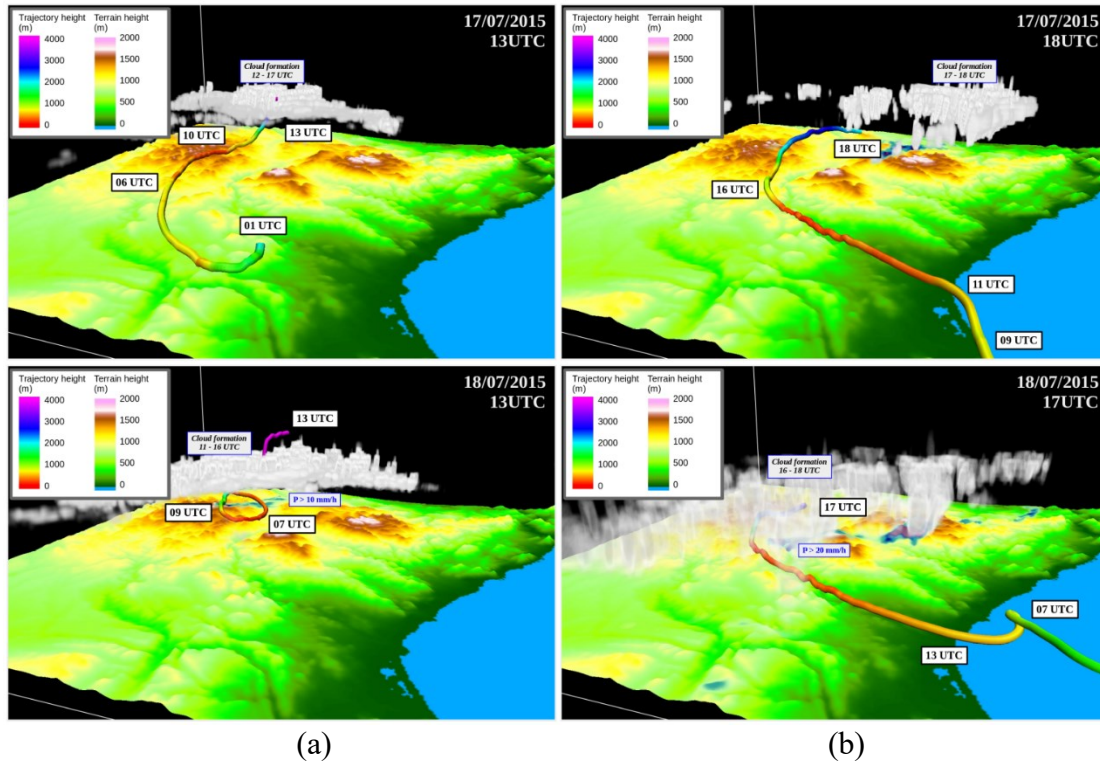 Trajectory height
(m)
Terrain height
(m)
4000
3000
2000
1000
0
2000
1500
1000
500
0
17/07/2015
13UTC
Cloud formation
12 - 17 UTC
10 UTC
13 UTC
06 UTC
01 UTC
Trajectory height
(m)
Terrain height
(m)
4000
3000
2000
1000
0
2000
1500
1000
500
0
17/07/2015
18UTC
Cloud formation
17 - 18 UTC
18 UTC
16 UTC
11 UTC
09 UTC
Trajectory height
(m)
Terrain height
(m)
4000
3000
2000
1000
0
2000
1500
1000
500
0
18/07/2015
13UTC
13 UTC
Cloud formation
11 - 16 UTC
P > 10 mm/h
09 UTC
07 UTC
Trajectory height
(m)
Terrain height
(m)
4000
3000
2000
1000
0
2000
1500
1000
500
0
18/07/2015
17UTC
Cloud formation
16 - 18 UTC
17 UTC
P > 20 mm/h
07 UTC
13 UTC
(a)
(b)